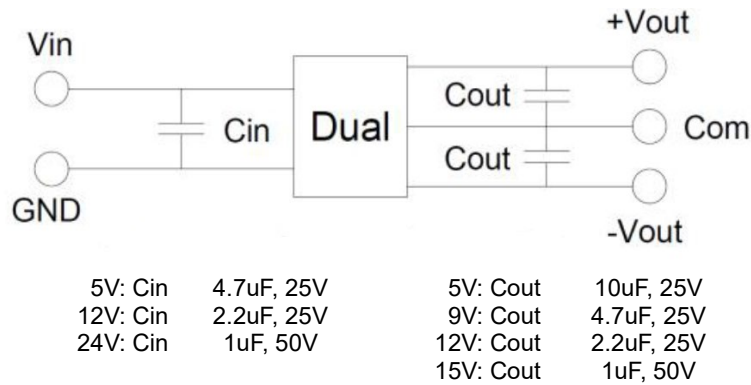 +Vout
Vin
Cout
Cin
Dual
Com
Cout
GND
-Vout
5V: Cin 4.7uF, 25V 5V: Cout 10uF, 25V
12V: Cin 2.2uF, 25V 9V: Cout 4.7uF, 25V
24V: Cin 1uF, 50V 12V: Cout 2.2uF, 25V
15V: Cout 1uF, 50V